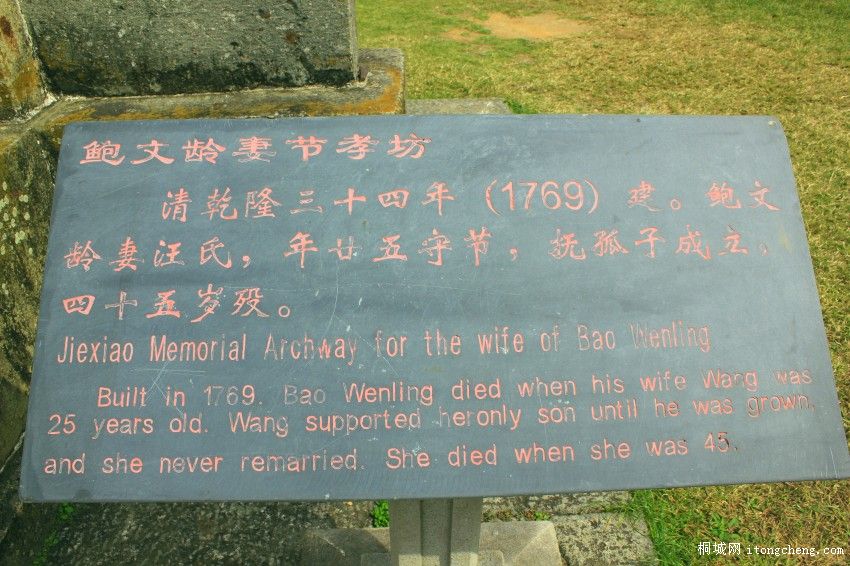 鲍文龄妻节孝坊
清乾隆三十四年（1769）建。鲍文
龄妻汪氏，年廿五守节，抚孤子成立，
四十五岁殁。
Jiexiao Memorial Archway for the wife of Bao Wenling
Built in 1769. Bao Wenling died when his wife Wang was
25 years old. Wang supported heronly son until he was grown,
and she never remarried. She died when she was 45.
桐城网 itongcheng.com